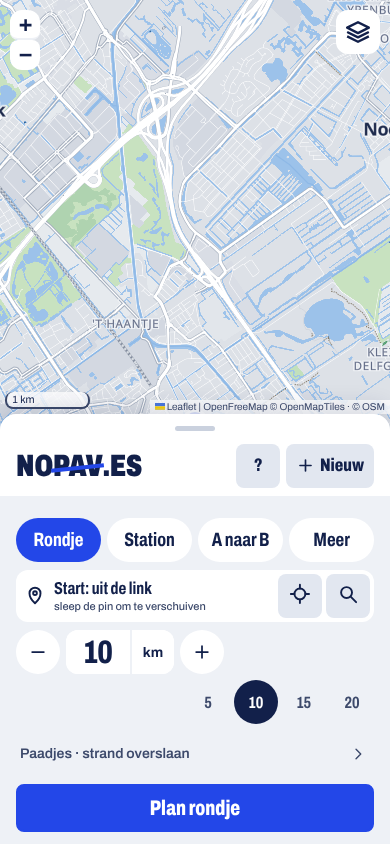 +
−
YPENBU
k
Noo
'T HAANTJE
KLE
DELFG
1 km
Leaflet | OpenFreeMap © OpenMapTiles · © OSM
NOPAV.ES
?
+ Nieuw
Rondje
Station
A naar B
Meer
Start: uit de link
sleep de pin om te verschuiven
−
10
km
+
5
10
15
20
Paadjes · strand overslaan
Plan rondje